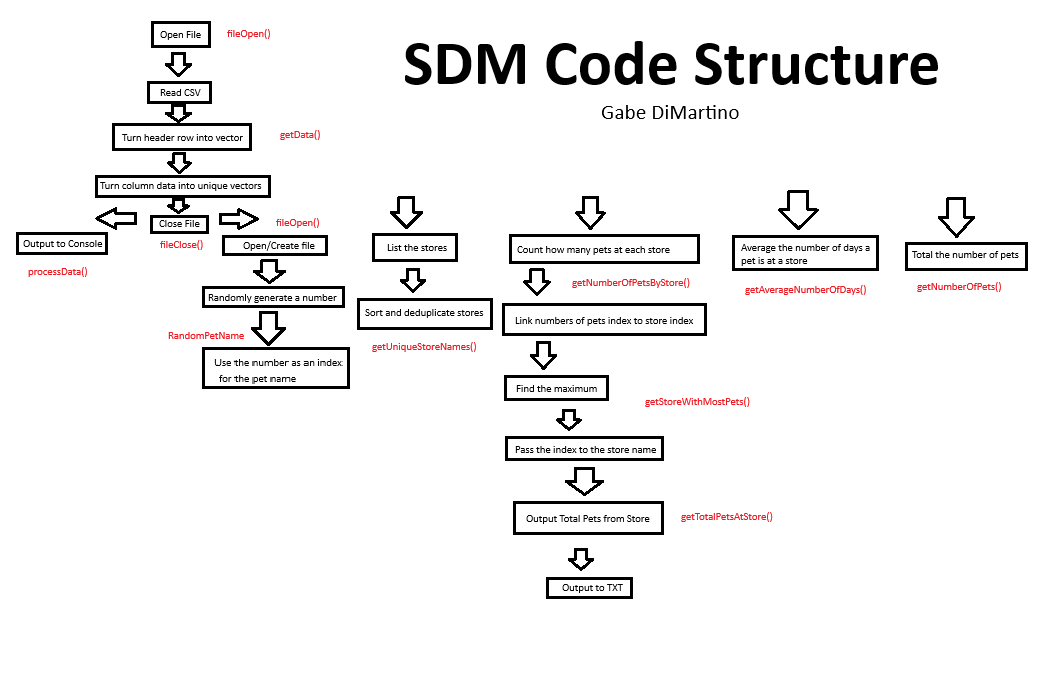 SDM Code Structure
Gabe DiMartino
Open File
fileOpen()
Read CSV
Turn header row into vector
getData()
Turn column data into unique vectors
Close File
fileClose()
Output to Console
processData()
fileOpen()
Open/Create file
Randomly generate a number
RandomPetName
Use the number as an index
for the pet name
List the stores
Sort and deduplicate stores
getUniqueStoreNames()
Count how many pets at each store
getNumberOfPetsByStore()
Link numbers of pets index to store index
Find the maximum
getStoreWithMostPets()
Pass the index to the store name
Output Total Pets from Store
getTotalPetsAtStore()
Output to TXT
Average the number of days a
pet is at a store
getAverageNumberOfDays()
Total the number of pets
getNumberOfPets()